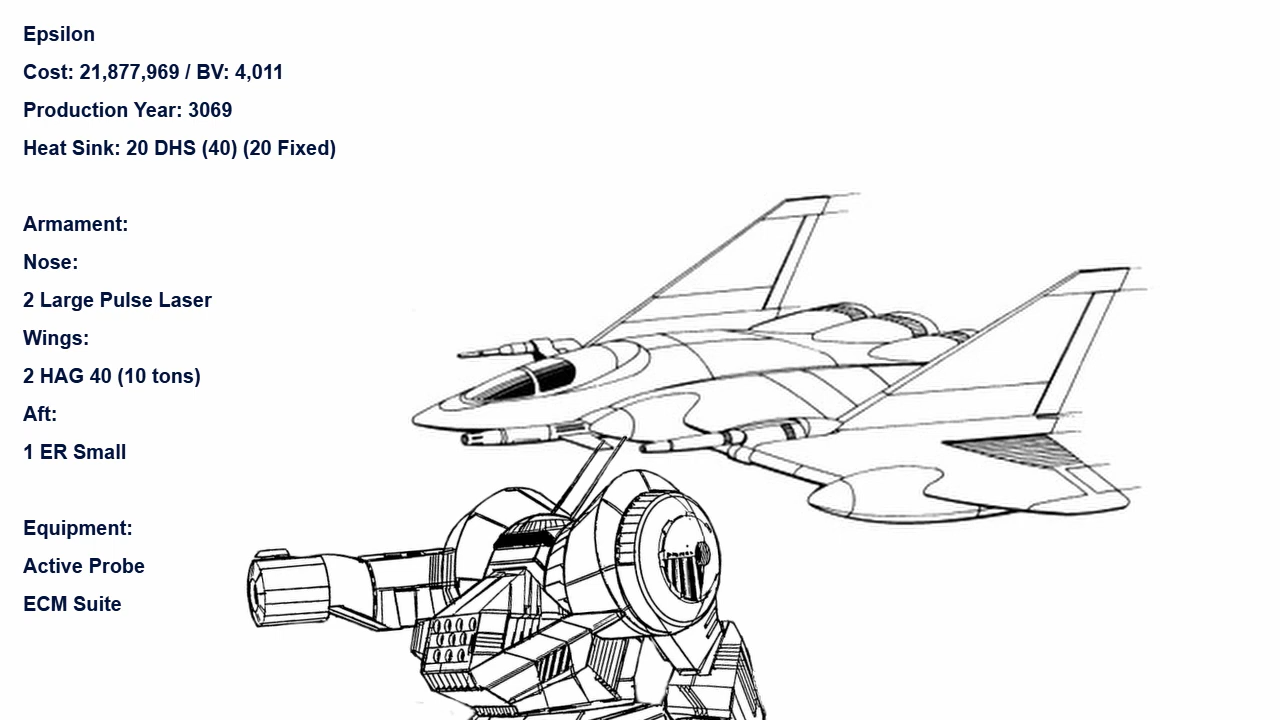 Epsilon
Cost: 21,877,969 / BV: 4,011
Production Year: 3069
Heat Sink: 20 DHS (40) (20 Fixed)
Armament:
Nose:
2 Large Pulse Laser
Wings:
2 HAG 40 (10 tons)
Aft:
1 ER Small
Equipment:
Active Probe
ECM Suite